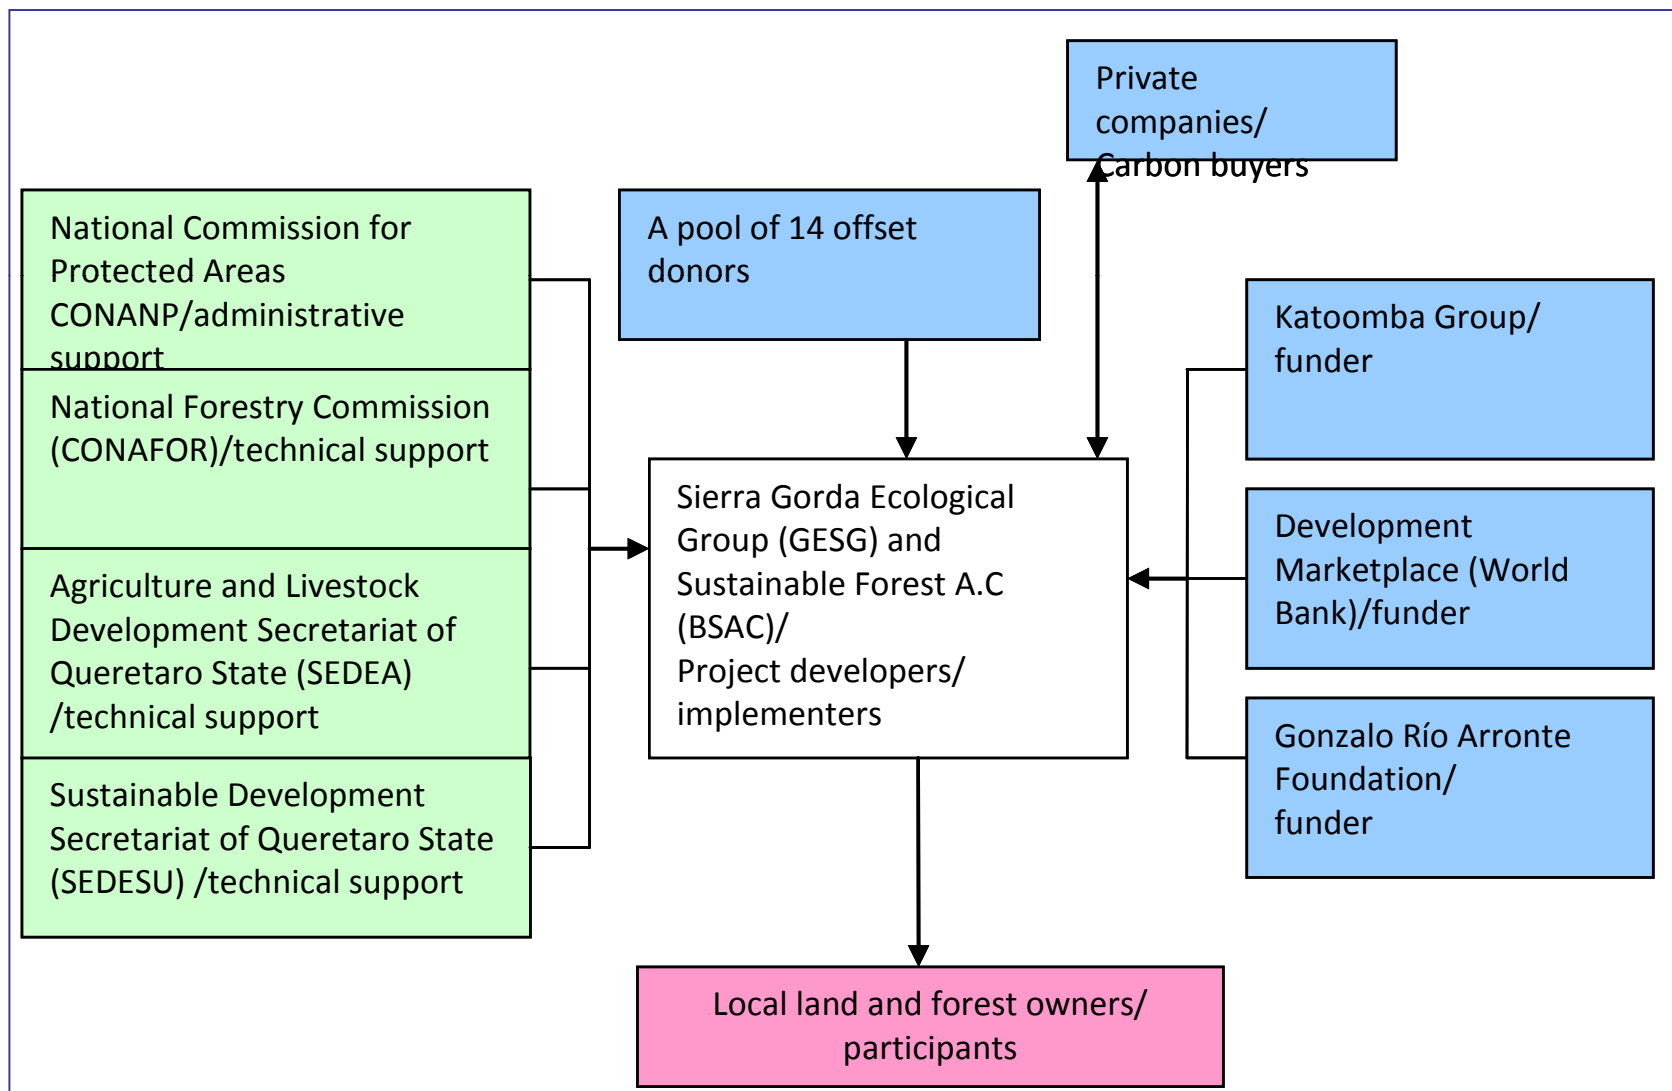 Private
companies/
Carbon buyers
National Commission for
Protected Areas
CONANP/administrative
support
A pool of 14 offset
donors
Katoomba Group/
funder
National Forestry Commission
(CONAFOR)/technical support
Sierra Gorda Ecological
Group (GESG) and
Sustainable Forest A.C
(BSAC)/
Project developers/
implementers
Development
Marketplace (World
Bank)/funder
Agriculture and Livestock
Development Secretariat of
Queretaro State (SEDEA)
/technical support
Gonzalo Río Arronte
Foundation/
funder
Sustainable Development
Secretariat of Queretaro State
(SEDESU) /technical support
Local land and forest owners/
participants